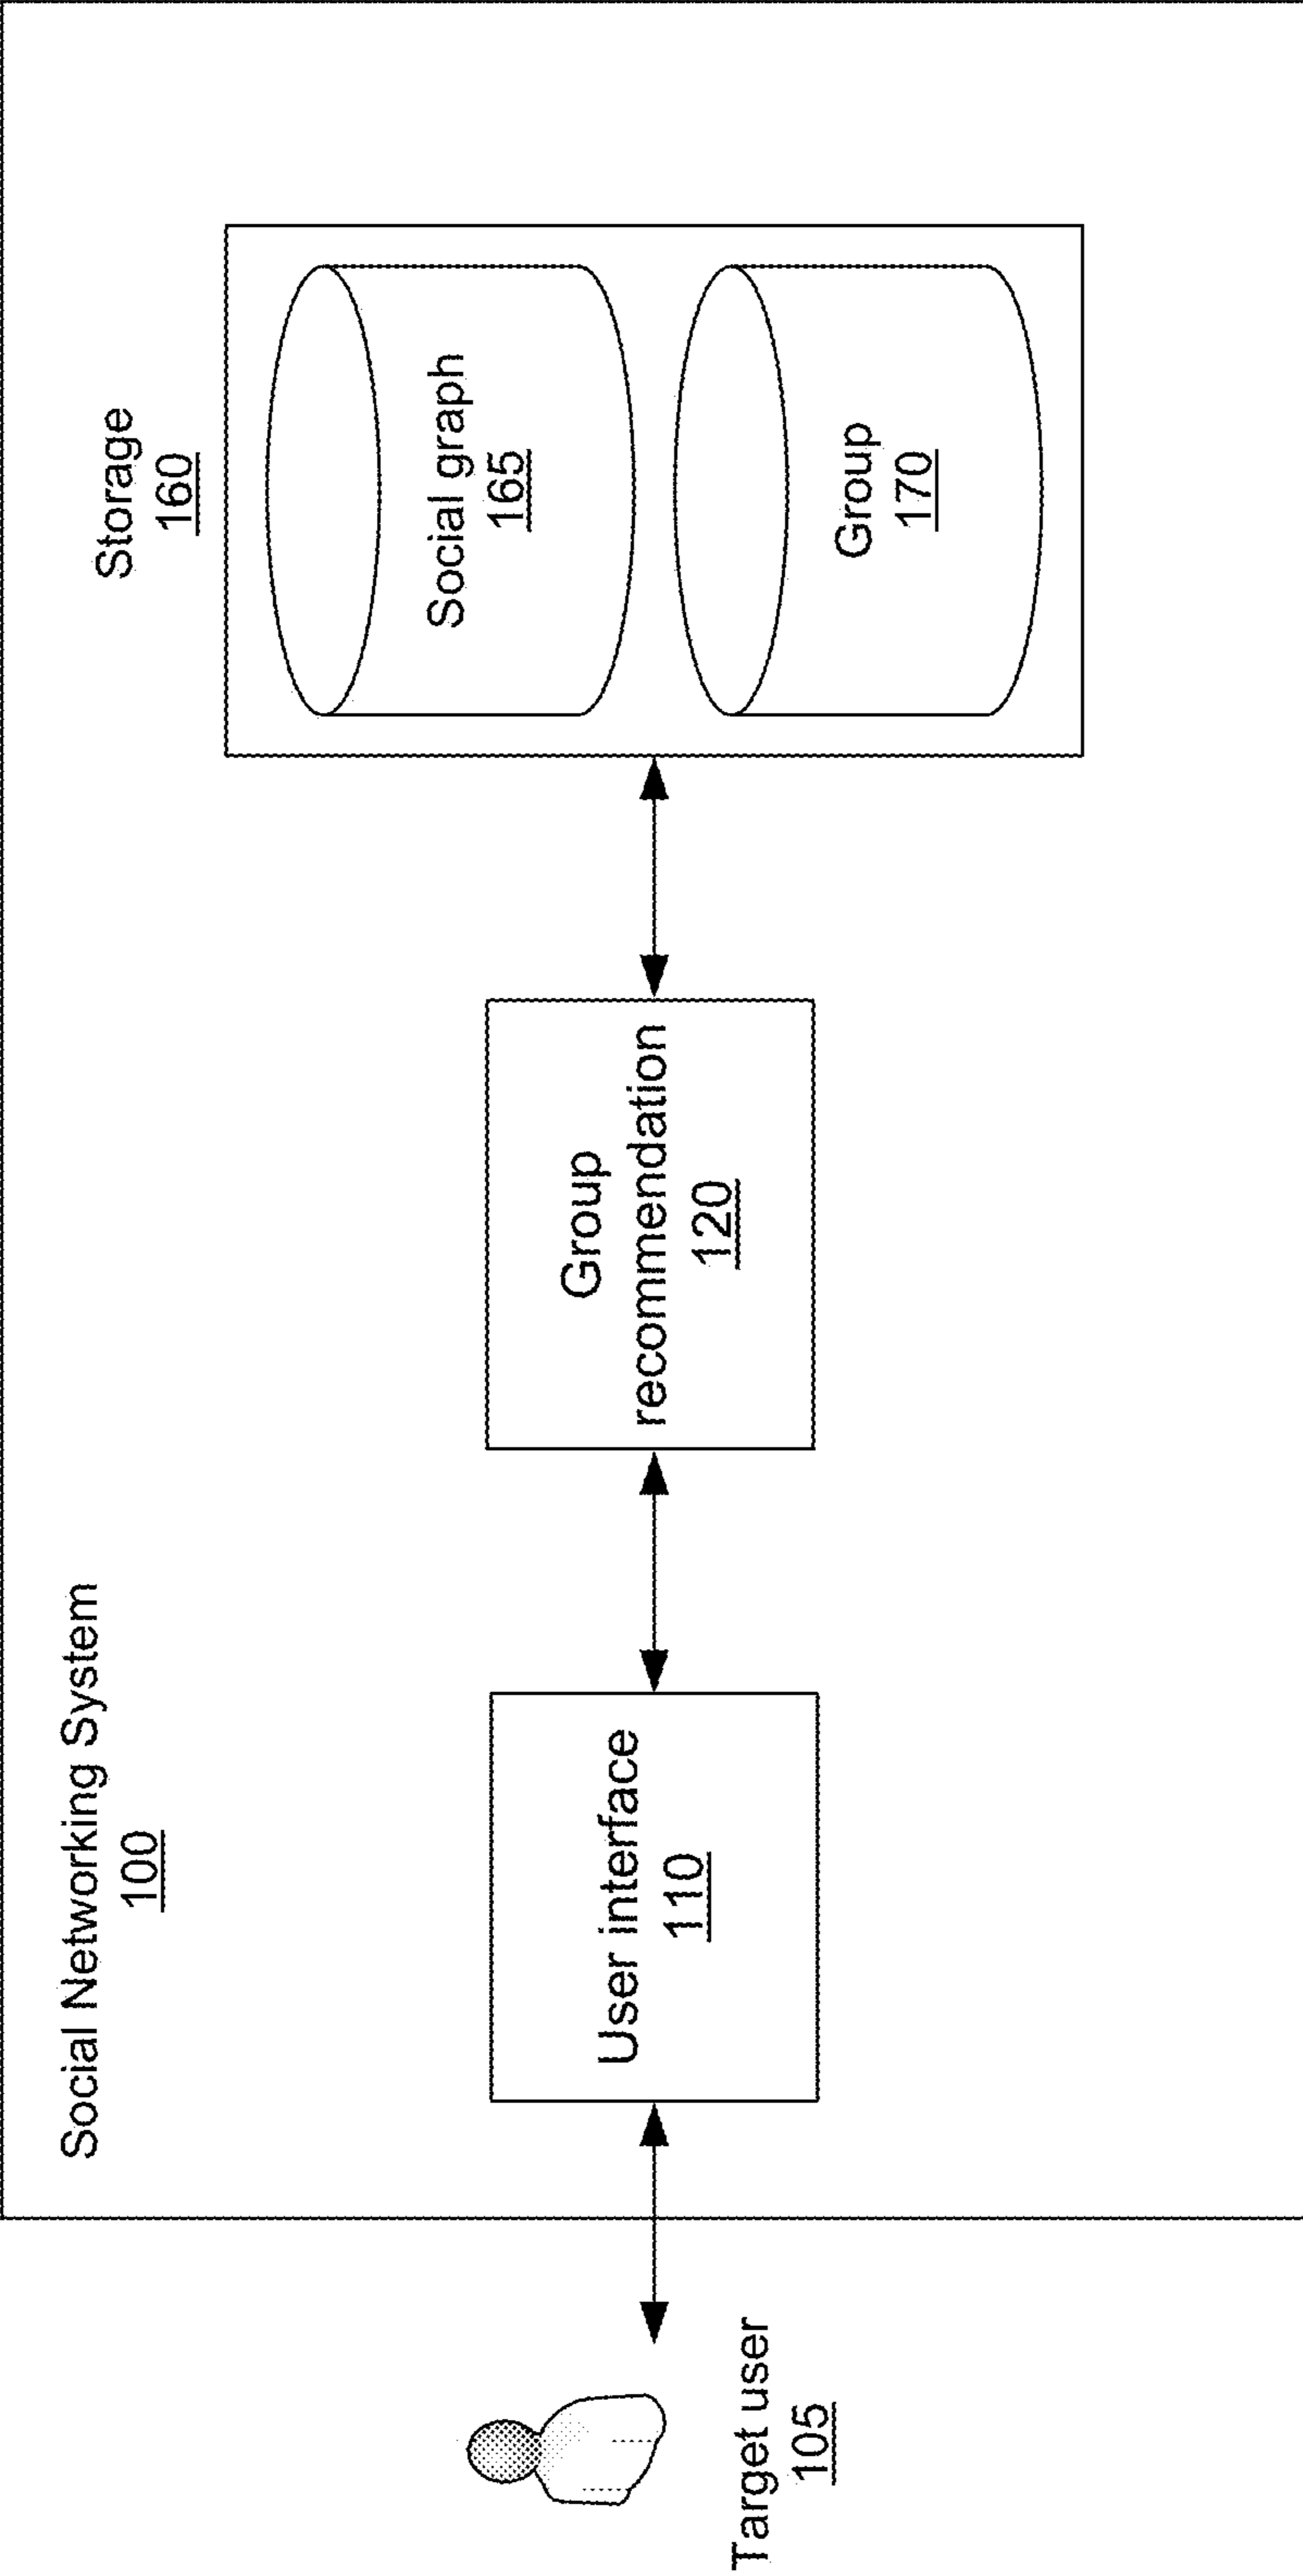 Social Networking System
100
Target user
105
User interface
110
Group
recommendation
120
Storage
160
Social graph
165
Group
170